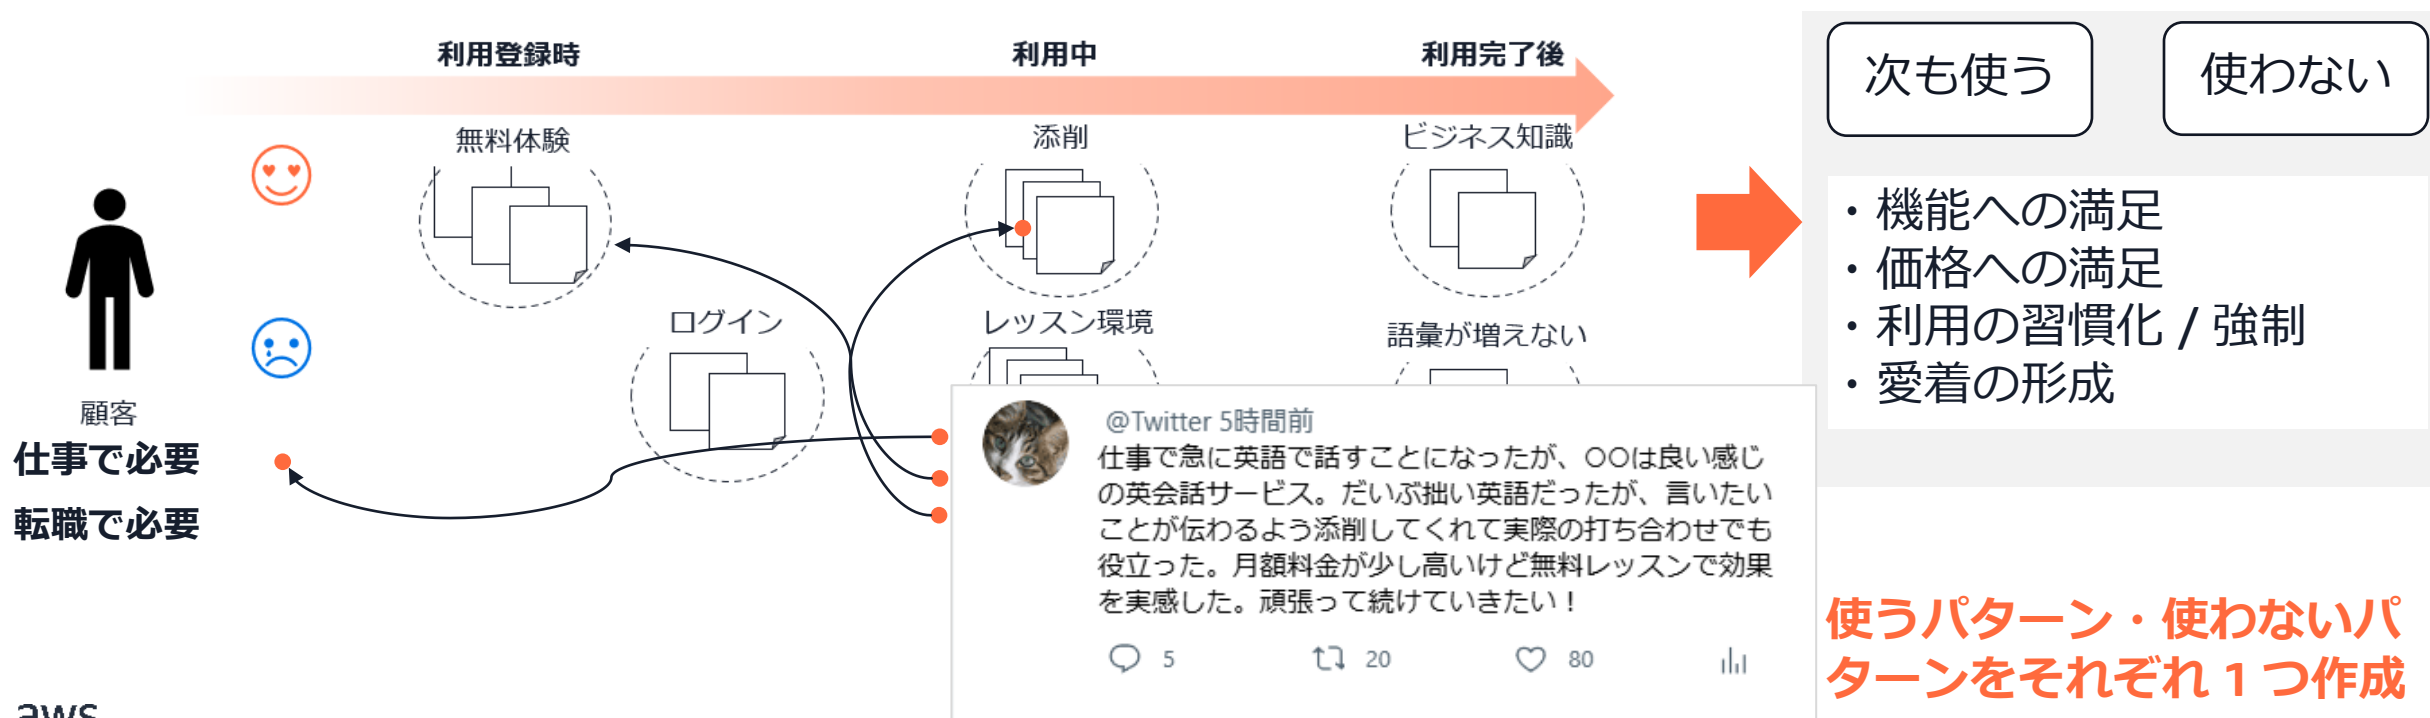 利用登録時
利用中
利用完了後
無料体験
添削
ビジネス知識
ログイン
レッスン環境
語彙が増えない
顧客
仕事で必要
転職で必要
@Twitter 5時間前
仕事で急に英語で話すことになったが、〇〇は良い感じ
の英会話サービス。だいぶ拙い英語だったが、言いたい
ことが伝わるよう添削してくれて実際の打ち合わせでも
役立った。月額料金が少し高いけど無料レッスンで効果
を実感した。頑張って続けていきたい！
5
20
80
次も使う
使わない
・機能への満足
・価格への満足
・利用の習慣化 / 強制
・愛着の形成
使うパターン・使わないパ
ターンをそれぞれ 1 つ作成
aws